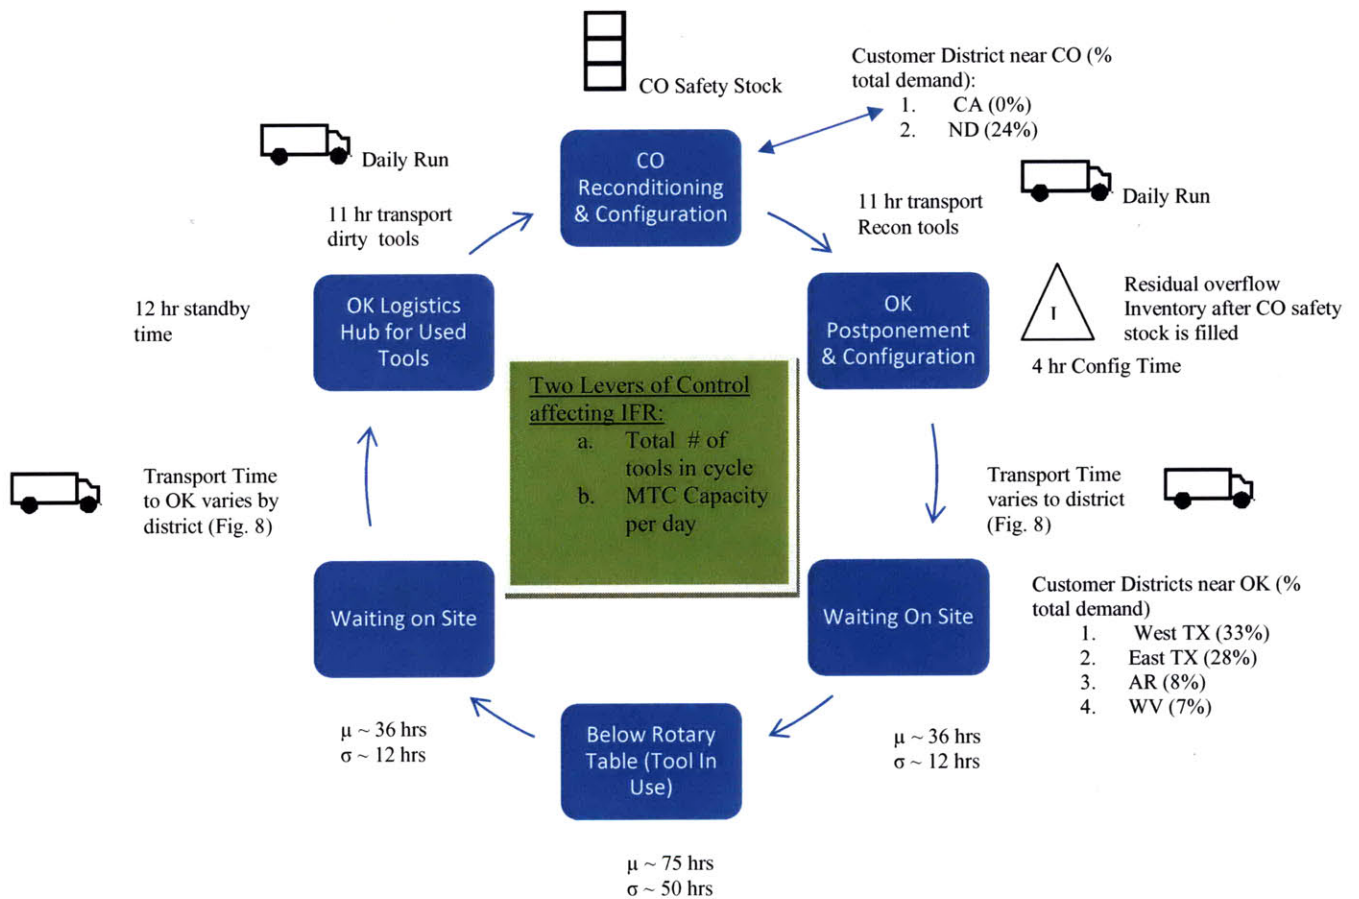 CO Safety Stock
Customer District near CO (%
total demand):
1. CA (0%)
2. ND (24%)
Daily Run
CO
Reconditioning
& Configuration
Daily Run
11 hr transport
dirty tools
11 hr transport
Recon tools
12 hr standby
time
OK Logistics
Hub for Used
Tools
OK
Postponement
& Configuration
I
Residual overflow
Inventory after CO safety
stock is filled
4 hr Config Time
Two Levers of Control
affecting IFR:
a. Total # of
tools in cycle
b. MTC Capacity
per day
Transport Time
to OK varies by
district (Fig. 8)
Transport Time
varies to district
(Fig. 8)
Waiting on Site
Waiting On Site
Customer Districts near OK (%
total demand)
1. West TX (33%)
2. East TX (28%)
3. AR (8%)
4. WV (7%)
μ ~ 36 hrs
σ ~ 12 hrs
Below Rotary
Table (Tool In
Use)
μ ~ 36 hrs
σ ~ 12 hrs
μ ~ 75 hrs
σ ~ 50 hrs